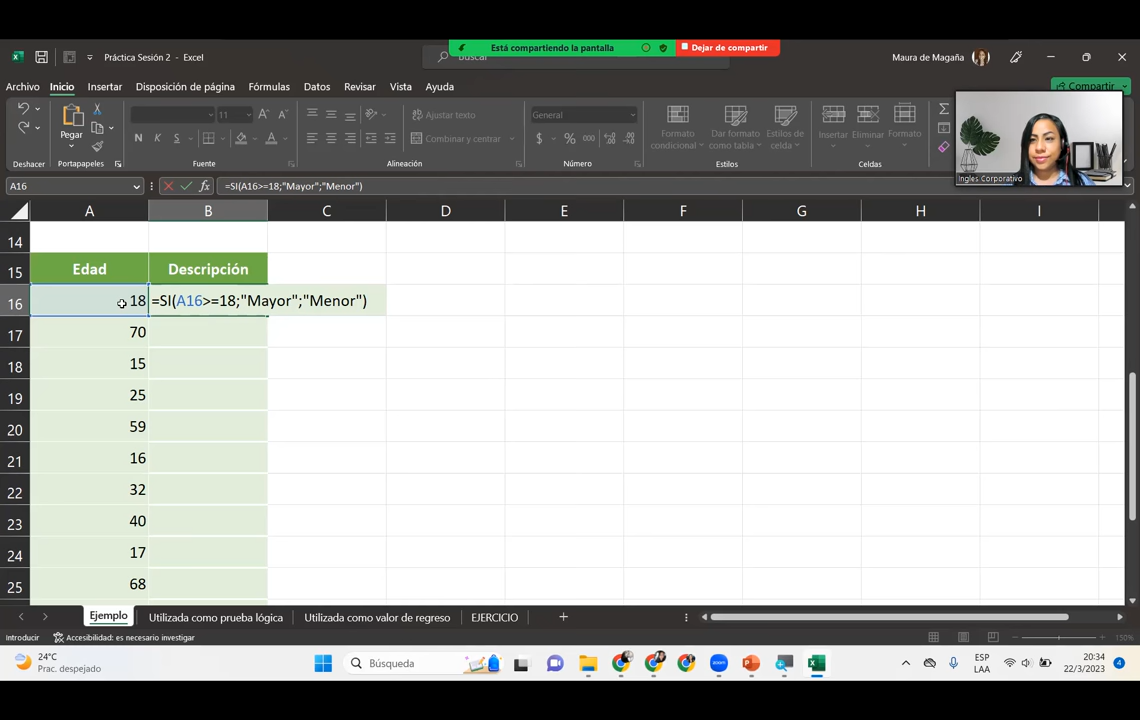 Está compartiendo la pantalla
Dejar de compartir
Práctica Sesión 2 - Excel
Buscar
Maura de Magaña
Archivo
Inicio
Insertar
Disposición de página
Fórmulas
Datos
Revisar
Vista
Ayuda
Compartir
11
Ajustar texto
General
Pegar
N K S
Combinar y centrar
$ % 000
Formato condicional
Dar formato como tabla
Estilos de celda
Insertar
Eliminar
Formato
Deshacer
Portapapeles
Fuente
Alineación
Número
Estilos
Celdas
Ingles Corporativo
A16
=SI(A16>=18;"Mayor";"Menor")
A B C D E F G H I
14
15 Edad Descripción
16 18 =SI(A16>=18;"Mayor";"Menor")
17 70
18 15
19 25
20 59
21 16
22 32
23 40
24 17
25 68
Ejemplo
Utilizada como prueba lógica
Utilizada como valor de regreso
EJERCICIO
Introducir
Accesibilidad: es necesario investigar
150%
24°C
Prac. despejado
Búsqueda
zoom
ESP
LAA
20:34
22/3/2023
4